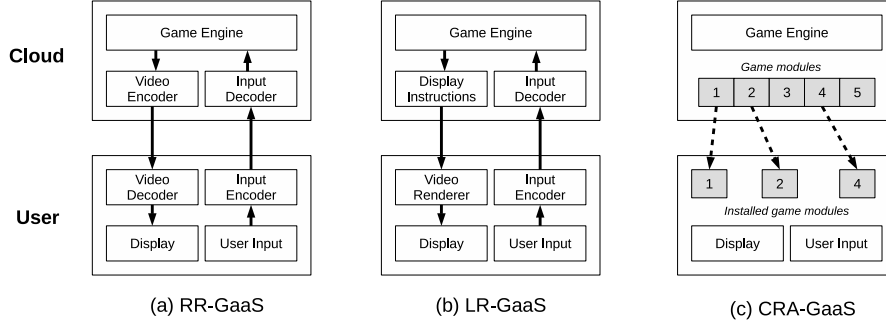 Cloud
User
Game Engine
Video
Encoder
Input
Decoder
Video
Decoder
Input
Encoder
Display
User Input
(a) RR-GaaS
Game Engine
Display
Instructions
Input
Decoder
Video
Renderer
Input
Encoder
Display
User Input
(b) LR-GaaS
Game Engine
Game modules
1 2 3 4 5
1 2 4
Installed game modules
Display
User Input
(c) CRA-GaaS